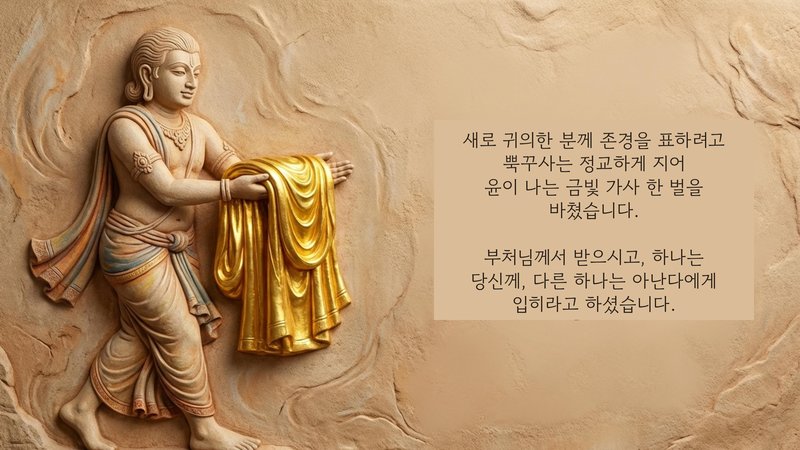 새로 귀의한 분께 존경을 표하려고
뿍꾸사는 정교하게 지어
윤이 나는 금빛 가사 한 벌을
바쳤습니다.
부처님께서 받으시고, 하나는
당신께, 다른 하나는 아난다에게
입히라고 하셨습니다.